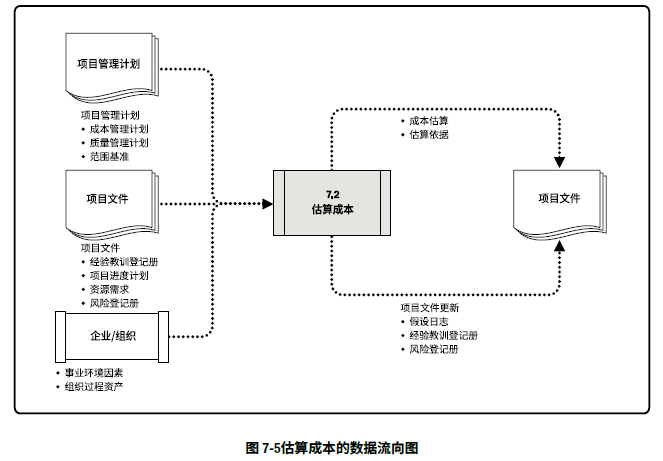 项目管理计划
项目管理计划
• 成本管理计划
• 质量管理计划
• 范围基准
项目文件
项目文件
• 经验教训登记册
• 项目进度计划
• 资源需求
• 风险登记册
企业/组织
• 事业环境因素
• 组织过程资产
7.2
估算成本
• 成本估算
• 估算依据
项目文件
项目文件更新
• 假设日志
• 经验教训登记册
• 风险登记册
图 7-5估算成本的数据流向图